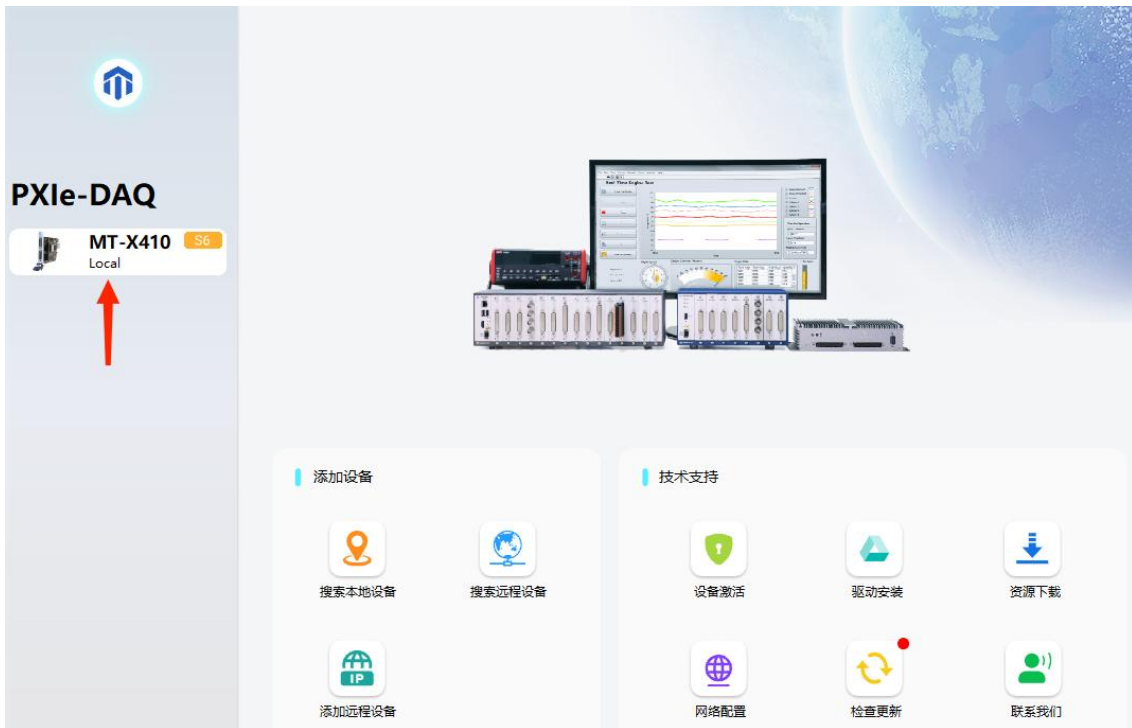 PXIe-DAQ
MT-X410 S6
Local
添加设备
搜索本地设备
搜索远程设备
添加远程设备
IP
技术支持
设备激活
驱动安装
资源下载
网络配置
检查更新
联系我们